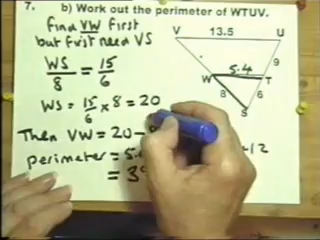 7. b) Work out the perimeter of WTUV.
find VW first
but first need VS
V 13.5 U
WS/8 = 15/6
5.4
9
W T
8 6
S
WS = 15/6 × 8 = 20
Then VW = 20 -
perimeter = 5. 12
= 3